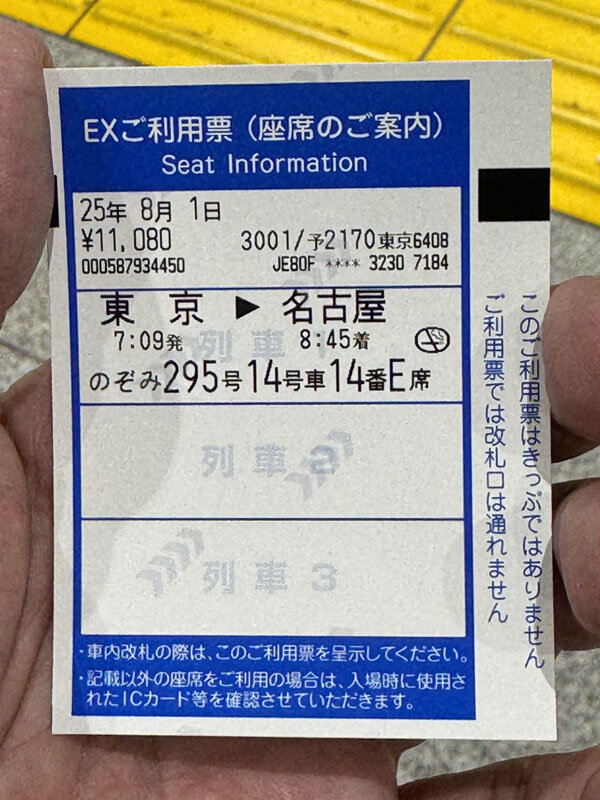 EXご利用票(座席のご案内)
Seat Information
25年 8月 1日
¥11,080 3001/予2170東京6408
000587934450 JE80F **** 3230 7184
東京 ▶ 名古屋
7:09発 8:45着
のぞみ295号14号車14番E席
列車1
列車2
列車3
・車内改札の際は、このご利用票を呈示してください。
・記載以外の座席をご利用の場合は、入場時に使用さ
れたICカード等を確認させていただきます。
このご利用票はきっぷではありません
ご利用票では改札口は通れません